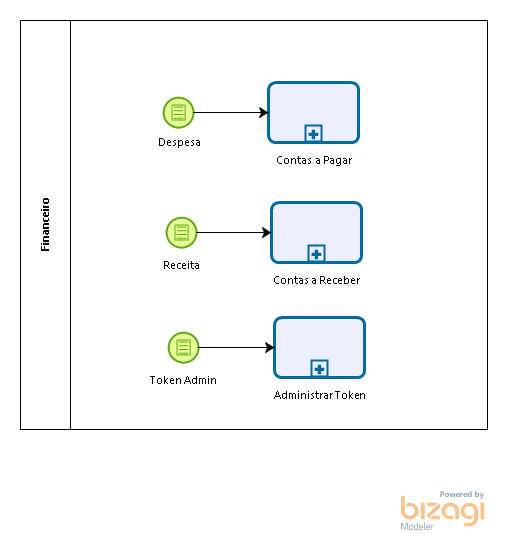 Financeiro
Despesa
Contas a Pagar
Receita
Contas a Receber
Token Admin
Administrar Token
Powered by
bizagi
Modeler